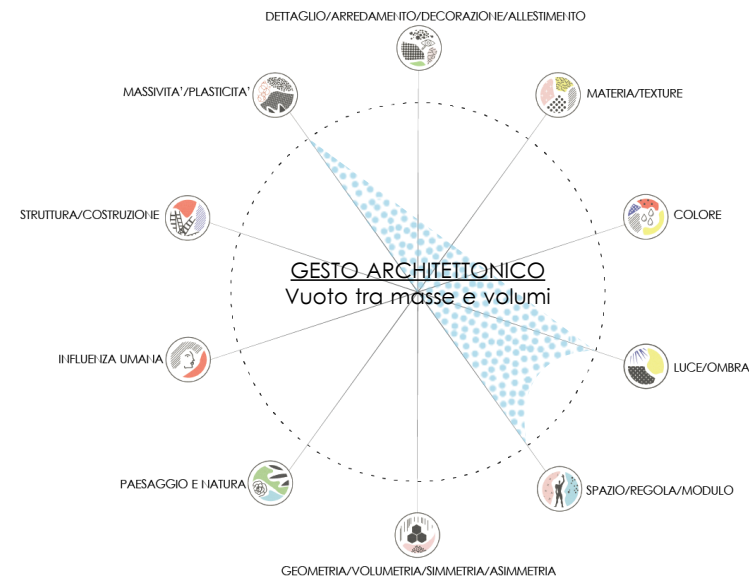 DETTAGLIO/ARREDAMENTO/DECORAZIONE/ALLESTIMENTO
MASSIVITA'/PLASTICITA'
MATERIA/TEXTURE
STRUTTURA/COSTRUZIONE
COLORE
GESTO ARCHITETTONICO
Vuoto tra masse e volumi
INFLUENZA UMANA
LUCE/OMBRA
PAESAGGIO E NATURA
SPAZIO/REGOLA/MODULO
GEOMETRIA/VOLUMETRIA/SIMMETRIA/ASIMMETRIA